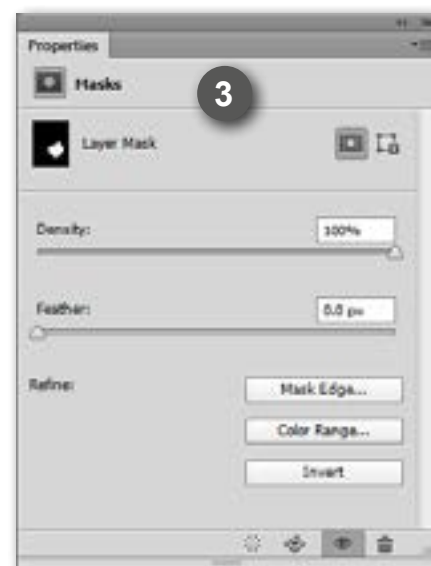 Properties
Masks
3
Layer Mask
Density:
100%
Feather:
0.0 px
Refine:
Mask Edge...
Color Range...
Invert